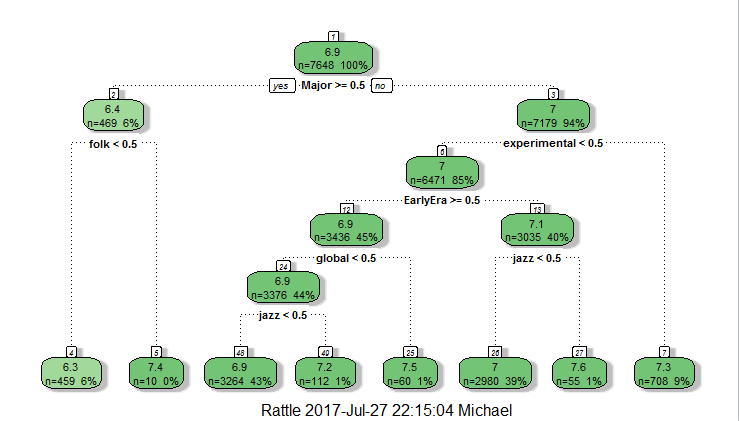 1
6.9
n=7648 100%
yes Major >= 0.5 no
2
6.4
n=469 6%
3
7
n=7179 94%
folk < 0.5
experimental < 0.5
6
7
n=6471 85%
EarlyEra >= 0.5
12
6.9
n=3436 45%
13
7.1
n=3035 40%
global < 0.5
jazz < 0.5
24
6.9
n=3376 44%
jazz < 0.5
4
6.3
n=459 6%
5
7.4
n=10 0%
48
6.9
n=3264 43%
49
7.2
n=112 1%
25
7.5
n=60 1%
26
7
n=2980 39%
27
7.6
n=55 1%
7
7.3
n=708 9%
Rattle 2017-Jul-27 22:15:04 Michael